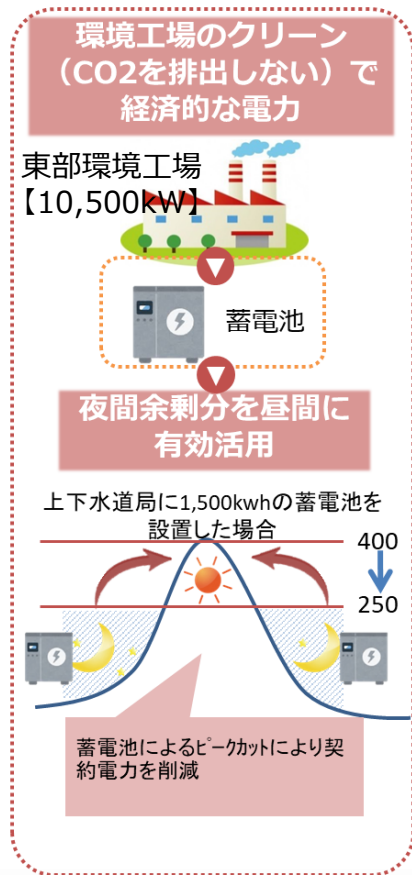 環境工場のクリーン
（CO2を排出しない）で
経済的な電力
東部環境工場
【10,500kW】
蓄電池
夜間余剰分を昼間に
有効活用
上下水道局に1,500kwhの蓄電池を
設置した場合
400
250
蓄電池によるﾋﾟｰｸｶｯﾄにより契
約電力を削減